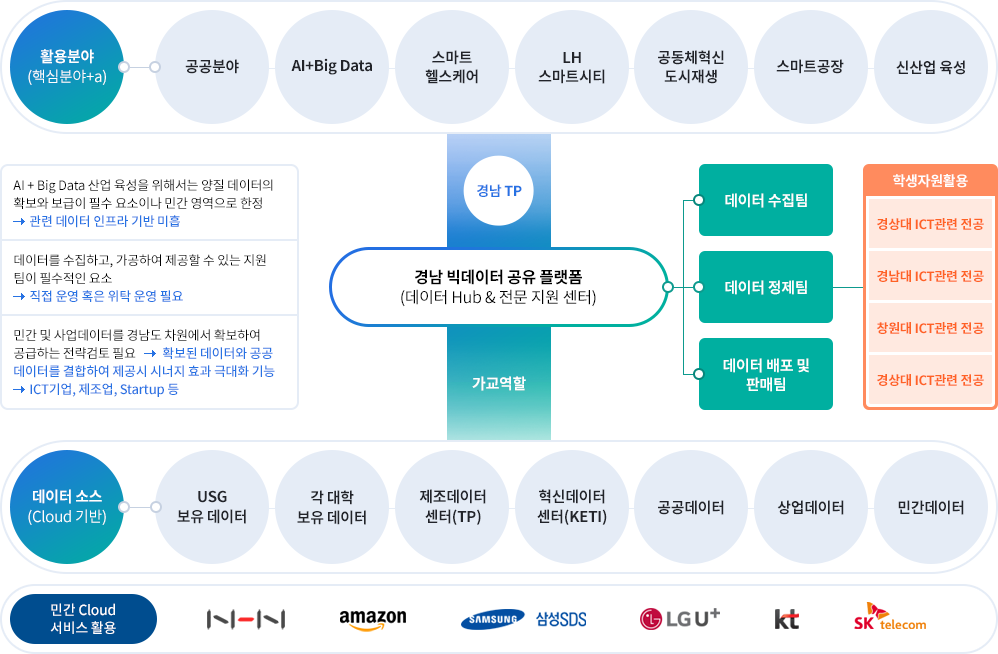 활용분야
(핵심분야+a)
공공분야
AI+Big Data
스마트
헬스케어
LH
스마트시티
공동체혁신
도시재생
스마트공장
신산업 육성
AI + Big Data 산업 육성을 위해서는 양질 데이터의
확보와 보급이 필수 요소이나 민간 영역으로 한정
→ 관련 데이터 인프라 기반 미흡
데이터를 수집하고, 가공하여 제공할 수 있는 지원
팀이 필수적인 요소
→ 직접 운영 혹은 위탁 운영 필요
민간 및 사업데이터를 경남도 차원에서 확보하여
공급하는 전략검토 필요 → 확보된 데이터와 공공
데이터를 결합하여 제공시 시너지 효과 극대화 기능
→ ICT기업, 제조업, Startup 등
경남 TP
경남 빅데이터 공유 플랫폼
(데이터 Hub & 전문 지원 센터)
가교역할
데이터 수집팀
데이터 정제팀
데이터 배포 및
판매팀
학생자원활용
경상대 ICT관련 전공
경남대 ICT관련 전공
창원대 ICT관련 전공
경상대 ICT관련 전공
데이터 소스
(Cloud 기반)
USG
보유 데이터
각 대학
보유 데이터
제조데이터
센터(TP)
혁신데이터
센터(KETI)
공공데이터
상업데이터
민간데이터
민간 Cloud
서비스 활용
NHN
amazon
SAMSUNG 삼성SDS
LG U+
kt
SK telecom